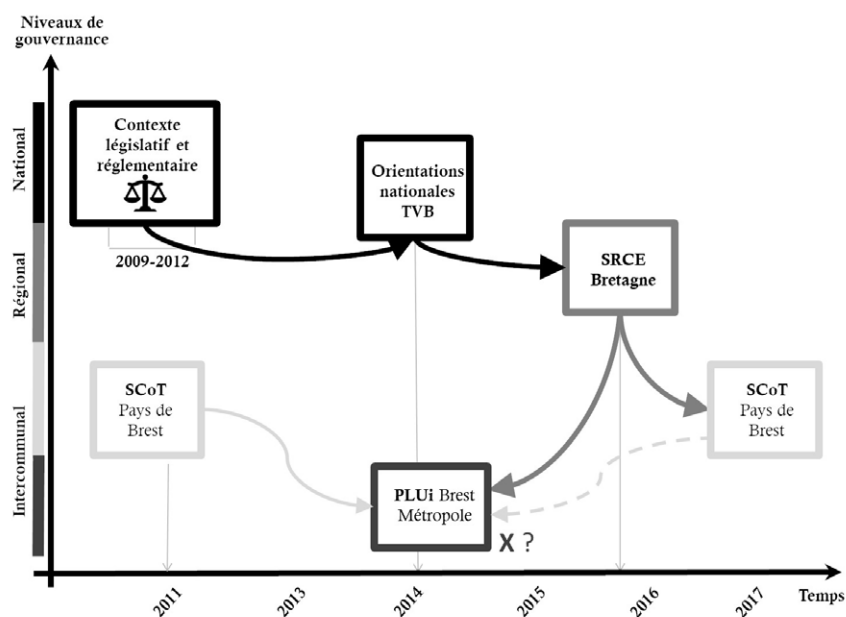 Niveaux de
gouvernance
National
Régional
Intercommunal
Contexte
législatif et
réglementaire
2009-2012
Orientations
nationales
TVB
SRCE
Bretagne
SCoT
Pays de
Brest
SCoT
Pays de
Brest
PLUi Brest
Métropole
X ?
2011
2013
2014
2015
2016
2017
Temps